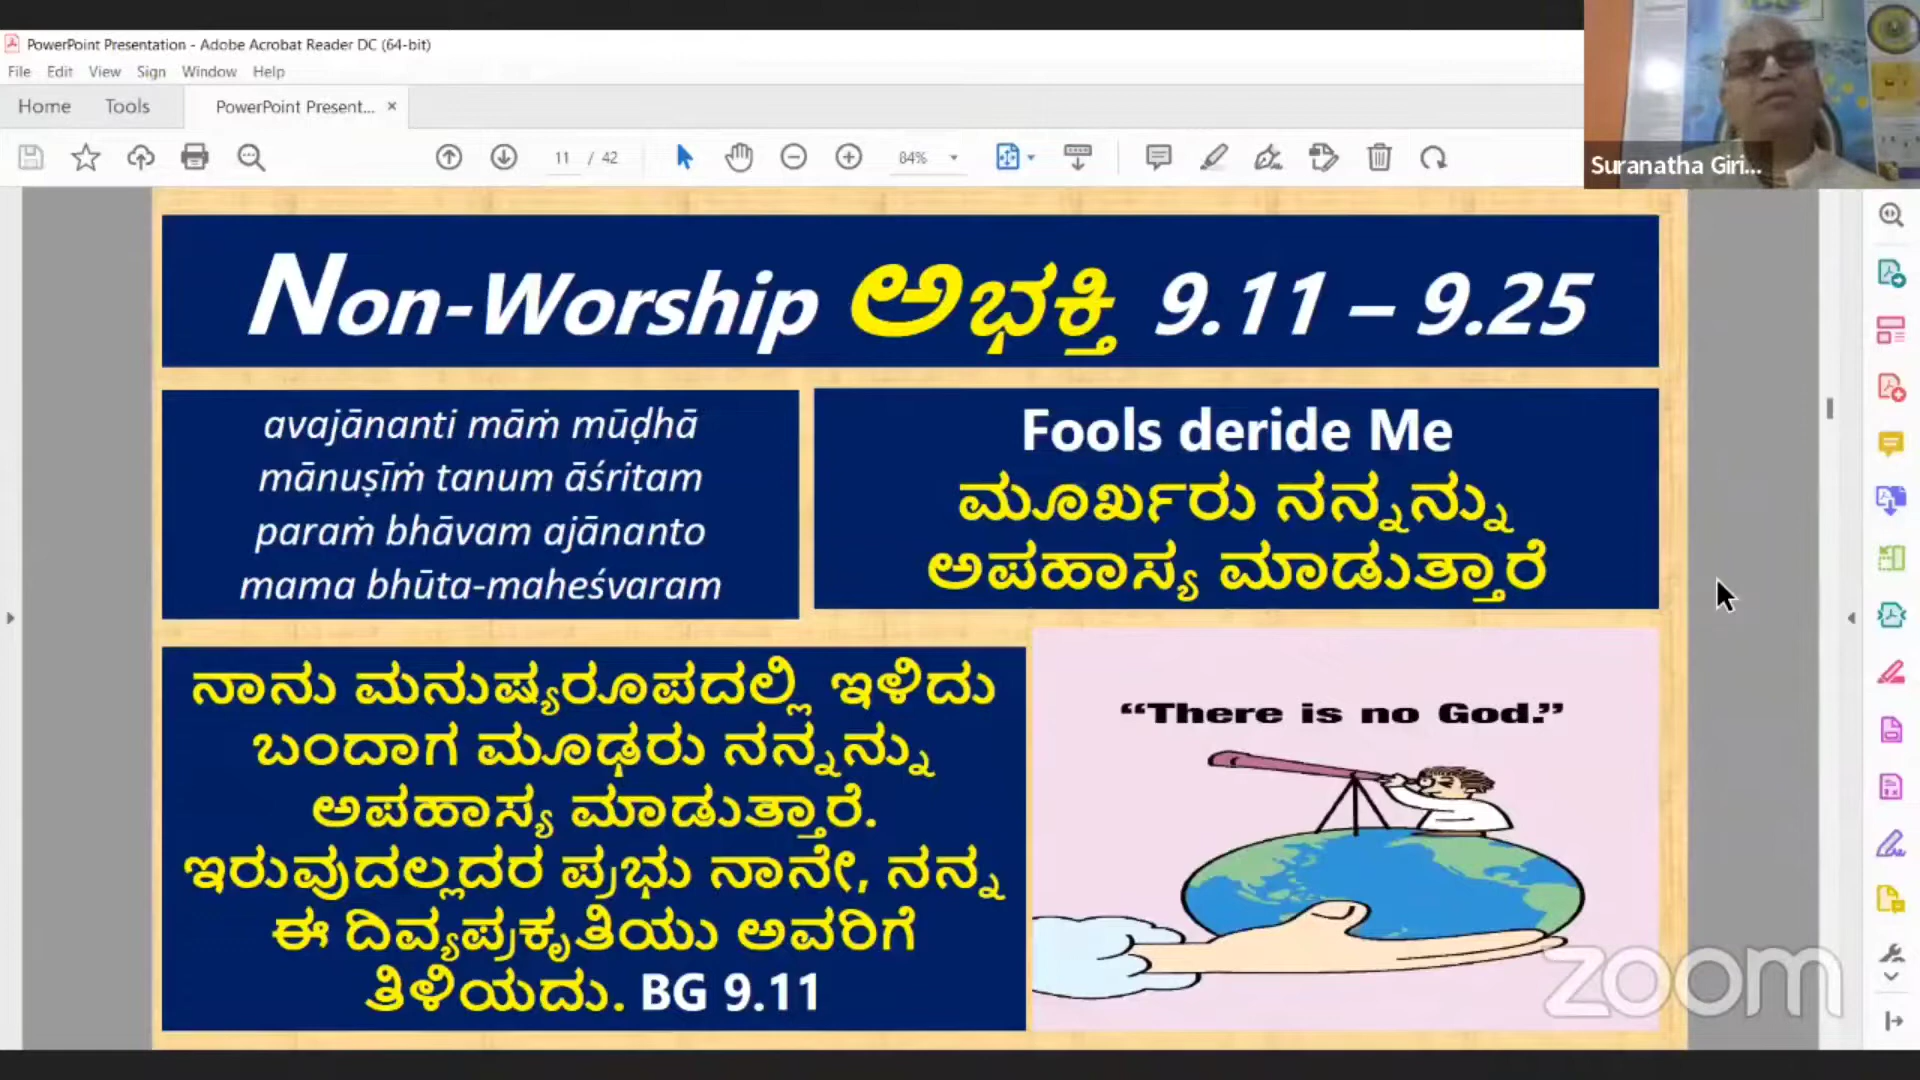 PowerPoint Presentation - Adobe Acrobat Reader DC (64-bit)
File Edit View Sign Window Help
Home Tools PowerPoint Present... ×
11 / 42 84%
Suranatha Giri...
Non-Worship ಅಭಕ್ತಿ 9.11 – 9.25
avajānanti māṁ mūḍhā
mānuṣīṁ tanum āśritam
paraṁ bhāvam ajānanto
mama bhūta-maheśvaram
Fools deride Me
ಮೂರ್ಖರು ನನ್ನನ್ನು
ಅಪಹಾಸ್ಯ ಮಾಡುತ್ತಾರೆ
ನಾನು ಮನುಷ್ಯರೂಪದಲ್ಲಿ ಇಳಿದು
ಬಂದಾಗ ಮೂಢರು ನನ್ನನ್ನು
ಅಪಹಾಸ್ಯ ಮಾಡುತ್ತಾರೆ.
ಇರುವುದಲ್ಲದರ ಪ್ರಭು ನಾನೇ, ನನ್ನ
ಈ ದಿವ್ಯಪ್ರಕೃತಿಯು ಅವರಿಗೆ
ತಿಳಿಯದು. BG 9.11
“There is no God.”
zoom